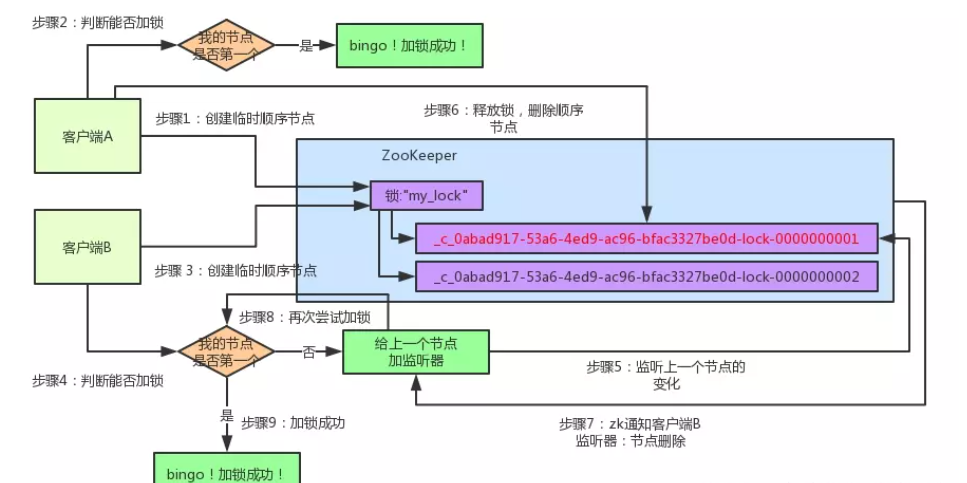 步骤2：判断能否加锁
我的节点
是否第一个
是
bingo！加锁成功！
客户端A
步骤1：创建临时顺序节点
步骤6：释放锁，删除顺序
节点
ZooKeeper
锁:"my_lock"
_c_0abad917-53a6-4ed9-ac96-bfac3327be0d-lock-0000000001
客户端B
_c_0abad917-53a6-4ed9-ac96-bfac3327be0d-lock-0000000002
步骤 3：创建临时顺序节点
步骤8：再次尝试加锁
我的节点
是否第一个
否
给上一个节点
加监听器
步骤5：监听上一个节点的
变化
步骤4：判断能否加锁
是
步骤9：加锁成功
步骤7：zk通知客户端B
监听器：节点删除
bingo！加锁成功！